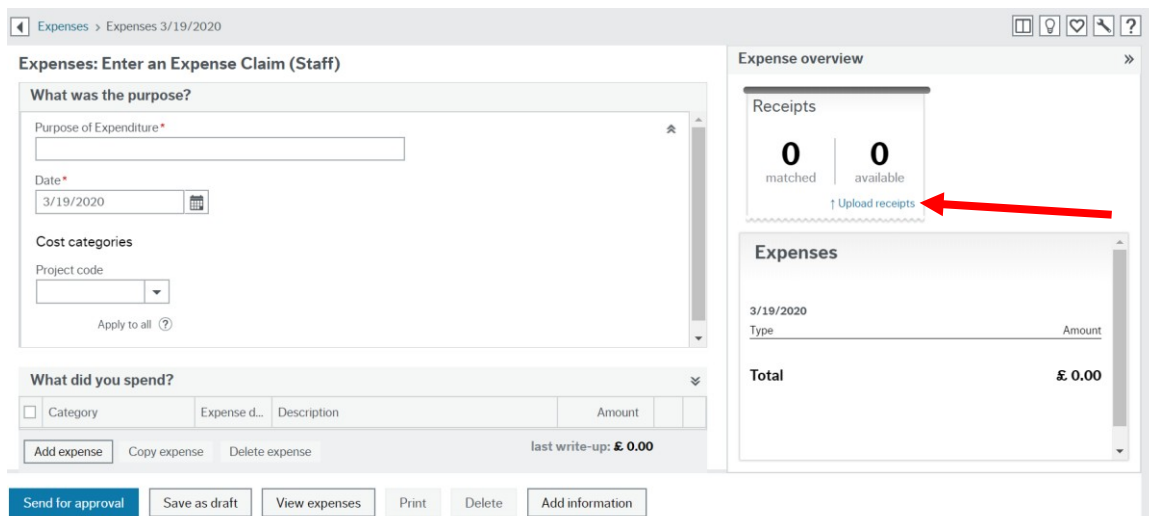 Expenses > Expenses 3/19/2020
?
Expenses: Enter an Expense Claim (Staff)
What was the purpose?
Purpose of Expenditure*
Date*
3/19/2020
Cost categories
Project code
Apply to all ?
What did you spend?
Category Expense d... Description Amount
Add expense Copy expense Delete expense last write-up: £ 0.00
Send for approval Save as draft View expenses Print Delete Add information
Expense overview »
Receipts
0 0
matched available
↑ Upload receipts
Expenses
3/19/2020
Type Amount
Total £ 0.00